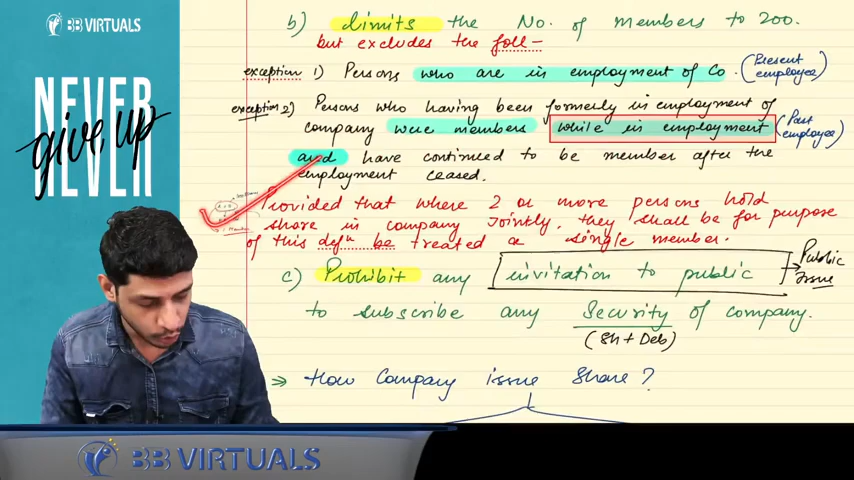 BB VIRTUALS
NEVER
give up
NEVER
b) limits the No. of members to 200.
but excludes the foll-
exception 1) Persons who are in employment of Co. (Present employee)
exception 2) Persons who having been formerly in employment of
company were members while in employment (Past employee)
and have continued to be member after the
employment ceased.
Provided that where 2 or more persons hold
share in company Jointly, they shall be for purpose
of this defn be treated as single member.
c) Prohibit any invitation to public → Public Issue
to subscribe any Security of company.
(Sh + Deb)
⇒ How Company issue Share?
BB VIRTUALS